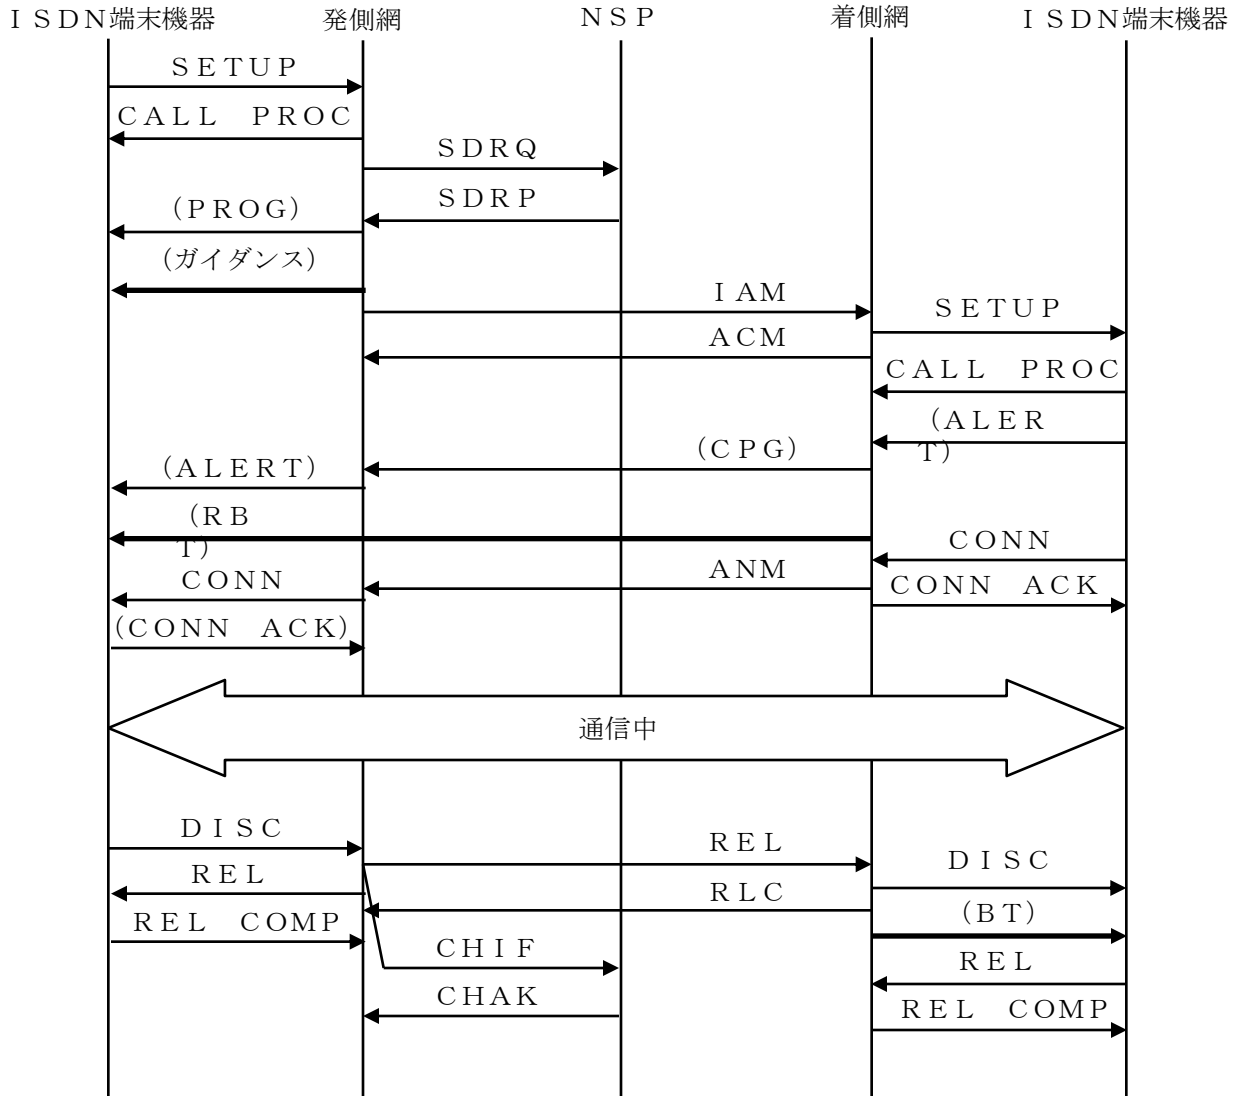 ＩＳＤＮ端末機器
発側網
ＮＳＰ
着側網
ＩＳＤＮ端末機器
ＳＥＴＵＰ
ＣＡＬＬ　ＰＲＯＣ
ＳＤＲＱ
ＳＤＲＰ
（ＰＲＯＧ）
（ガイダンス）
ＩＡＭ
ＳＥＴＵＰ
ＡＣＭ
ＣＡＬＬ　ＰＲＯＣ
（ＡＬＥＲ
Ｔ）
（ＣＰＧ）
（ＡＬＥＲＴ）
（ＲＢ
Ｔ）
ＣＯＮＮ
ＡＮＭ
ＣＯＮＮ
ＣＯＮＮ　ＡＣＫ
（ＣＯＮＮ　ＡＣＫ）
通信中
ＤＩＳＣ
ＲＥＬ
ＤＩＳＣ
ＲＥＬ
ＲＬＣ
（ＢＴ）
ＲＥＬ　ＣＯＭＰ
ＣＨＩＦ
ＲＥＬ
ＣＨＡＫ
ＲＥＬ　ＣＯＭＰ